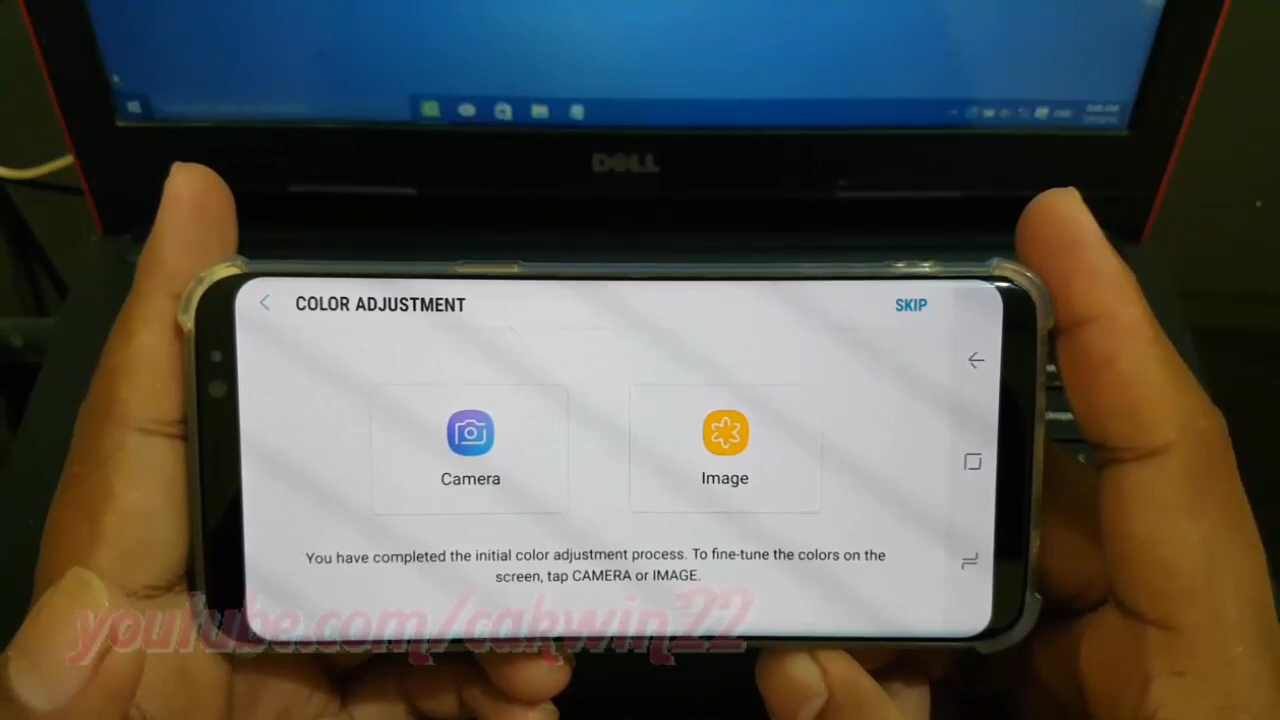 DELL
COLOR ADJUSTMENT
SKIP
Camera
Image
You have completed the initial color adjustment process. To fine-tune the colors on the
screen, tap CAMERA or IMAGE.
youtube.com/cakwin22